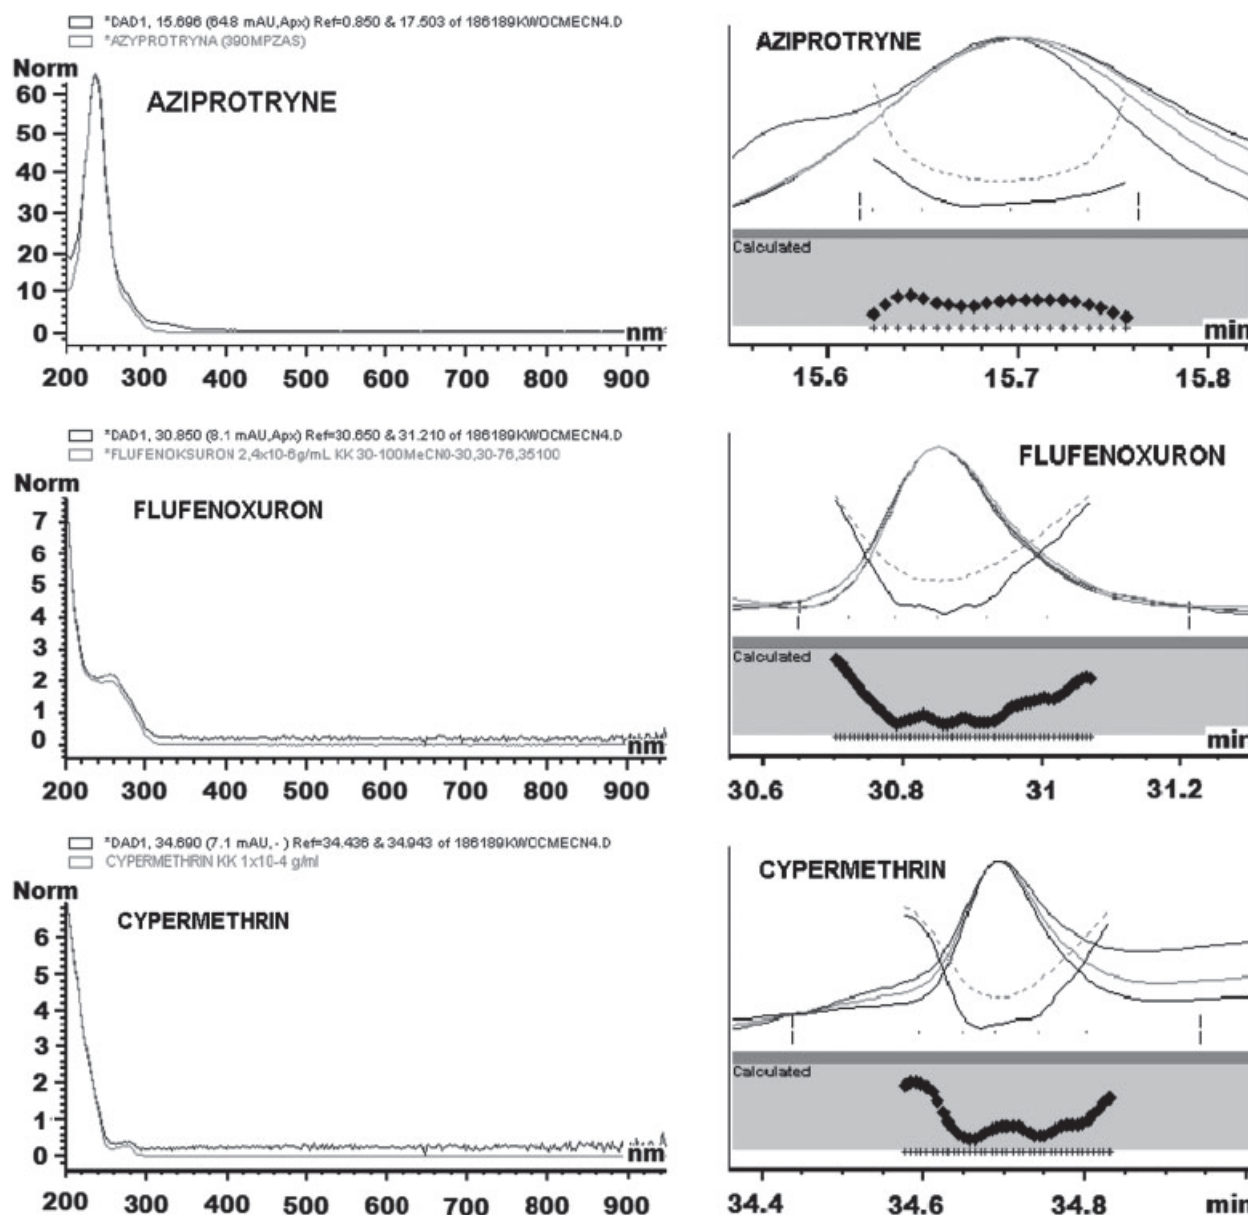 *DAD1, 15.696 (64.8 mAU,Apx) Ref=0.850 & 17.503 of 186189KWOCMECN4.D
*AZYPROTRYNA (390MPZAS)
Norm
AZIPROTRYNE
60
50
40
30
20
10
0
nm
200 300 400 500 600 700 800 900
AZIPROTRYNE
Calculated
min
15.6 15.7 15.8
*DAD1, 30.850 (8.1 mAU,Apx) Ref=30.650 & 31.210 of 186189KWOCMECN4.D
*FLUFENOKSURON 2,4x10-6g/mL KK 30-100MeCN0-30,30-76,35100
Norm
FLUFENOXURON
7
6
5
4
3
2
1
0
nm
200 300 400 500 600 700 800 900
FLUFENOXURON
Calculated
min
30.6 30.8 31 31.2
*DAD1, 34.690 (7.1 mAU, - ) Ref=34.436 & 34.943 of 186189KWOCMECN4.D
CYPERMETHRIN KK 1x10-4 g/ml
Norm
CYPERMETHRIN
6
5
4
3
2
1
0
nm
200 300 400 500 600 700 800 900
CYPERMETHRIN
Calculated
34.4 34.6 34.8 min